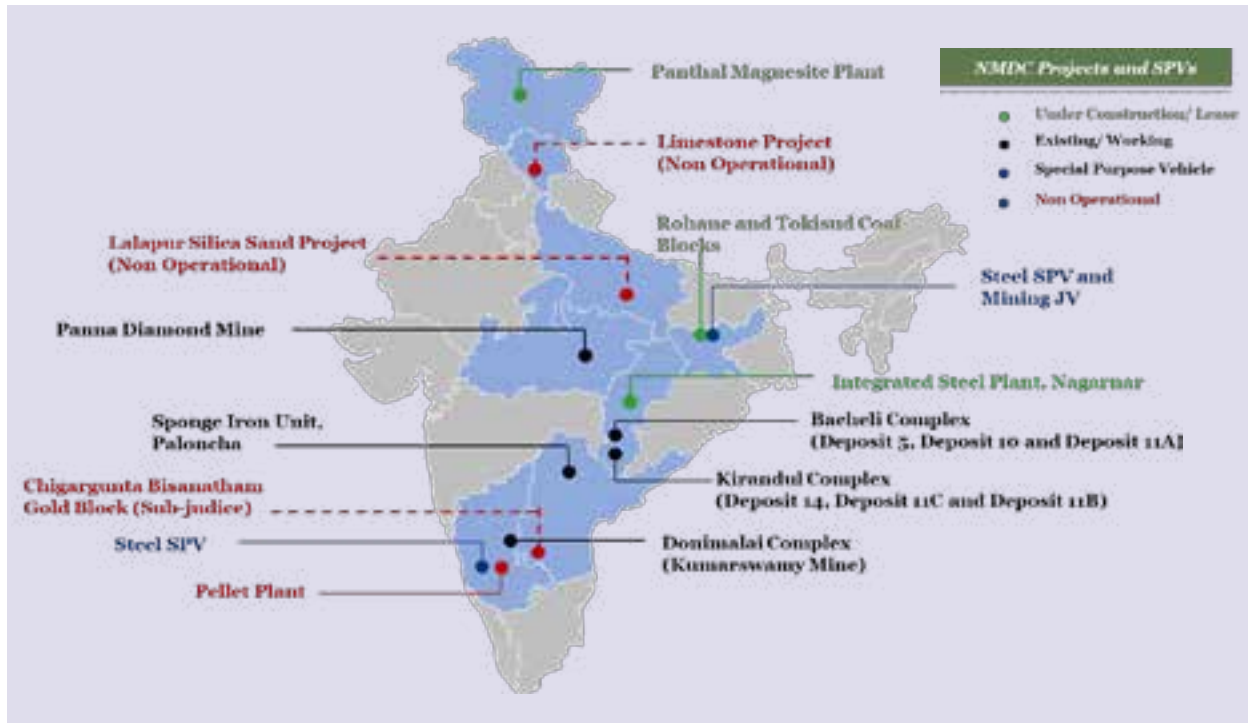 Panthal Magnesite Plant
NMDC Projects and SPVs
Under Construction/ Lease
Existing/ Working
Special Purpose Vehicle
Non Operational
Limestone Project
(Non Operational)
Rohane and Tokisud Coal
Blocks
Lalapur Silica Sand Project
(Non Operational)
Steel SPV and
Mining JV
Panna Diamond Mine
Integrated Steel Plant, Nagarnar
Sponge Iron Unit,
Paloncha
Bacheli Complex
(Deposit 5, Deposit 10 and Deposit 11A)
Kirandul Complex
(Deposit 14, Deposit 11C and Deposit 11B)
Chigargunta Bisanatham
Gold Block (Sub-judice)
Steel SPV
Donimalai Complex
(Kumarswamy Mine)
Pellet Plant